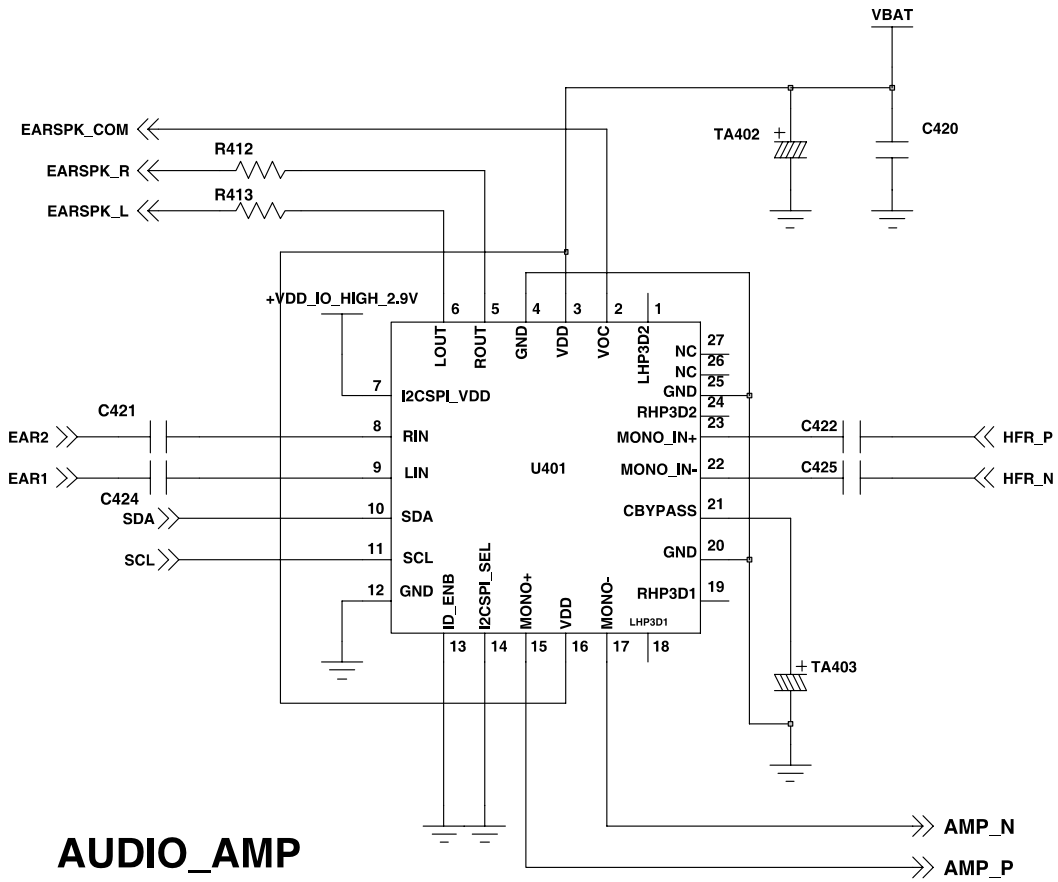 VBAT
EARSPK_COM
TA402
+
C420
R412
EARSPK_R
R413
EARSPK_L
+VDD_IO_HIGH_2.9V
6 5 4 3 2 1
LOUT ROUT GND VDD VOC LHP3D2
27 NC
26 NC
25 GND
24 RHP3D2
7 I2CSPI_VDD
C421
EAR2
8 RIN
23 MONO_IN+
C422
HFR_P
U401
EAR1
9 LIN
22 MONO_IN-
C425
HFR_N
C424
SDA
10 SDA
21 CBYPASS
SCL
11 SCL
20 GND
12 GND
19 RHP3D1
ID_ENB I2CSPI_SEL MONO+ VDD MONO- LHP3D1
13 14 15 16 17 18
+ TA403
AMP_N
AMP_P
AUDIO_AMP